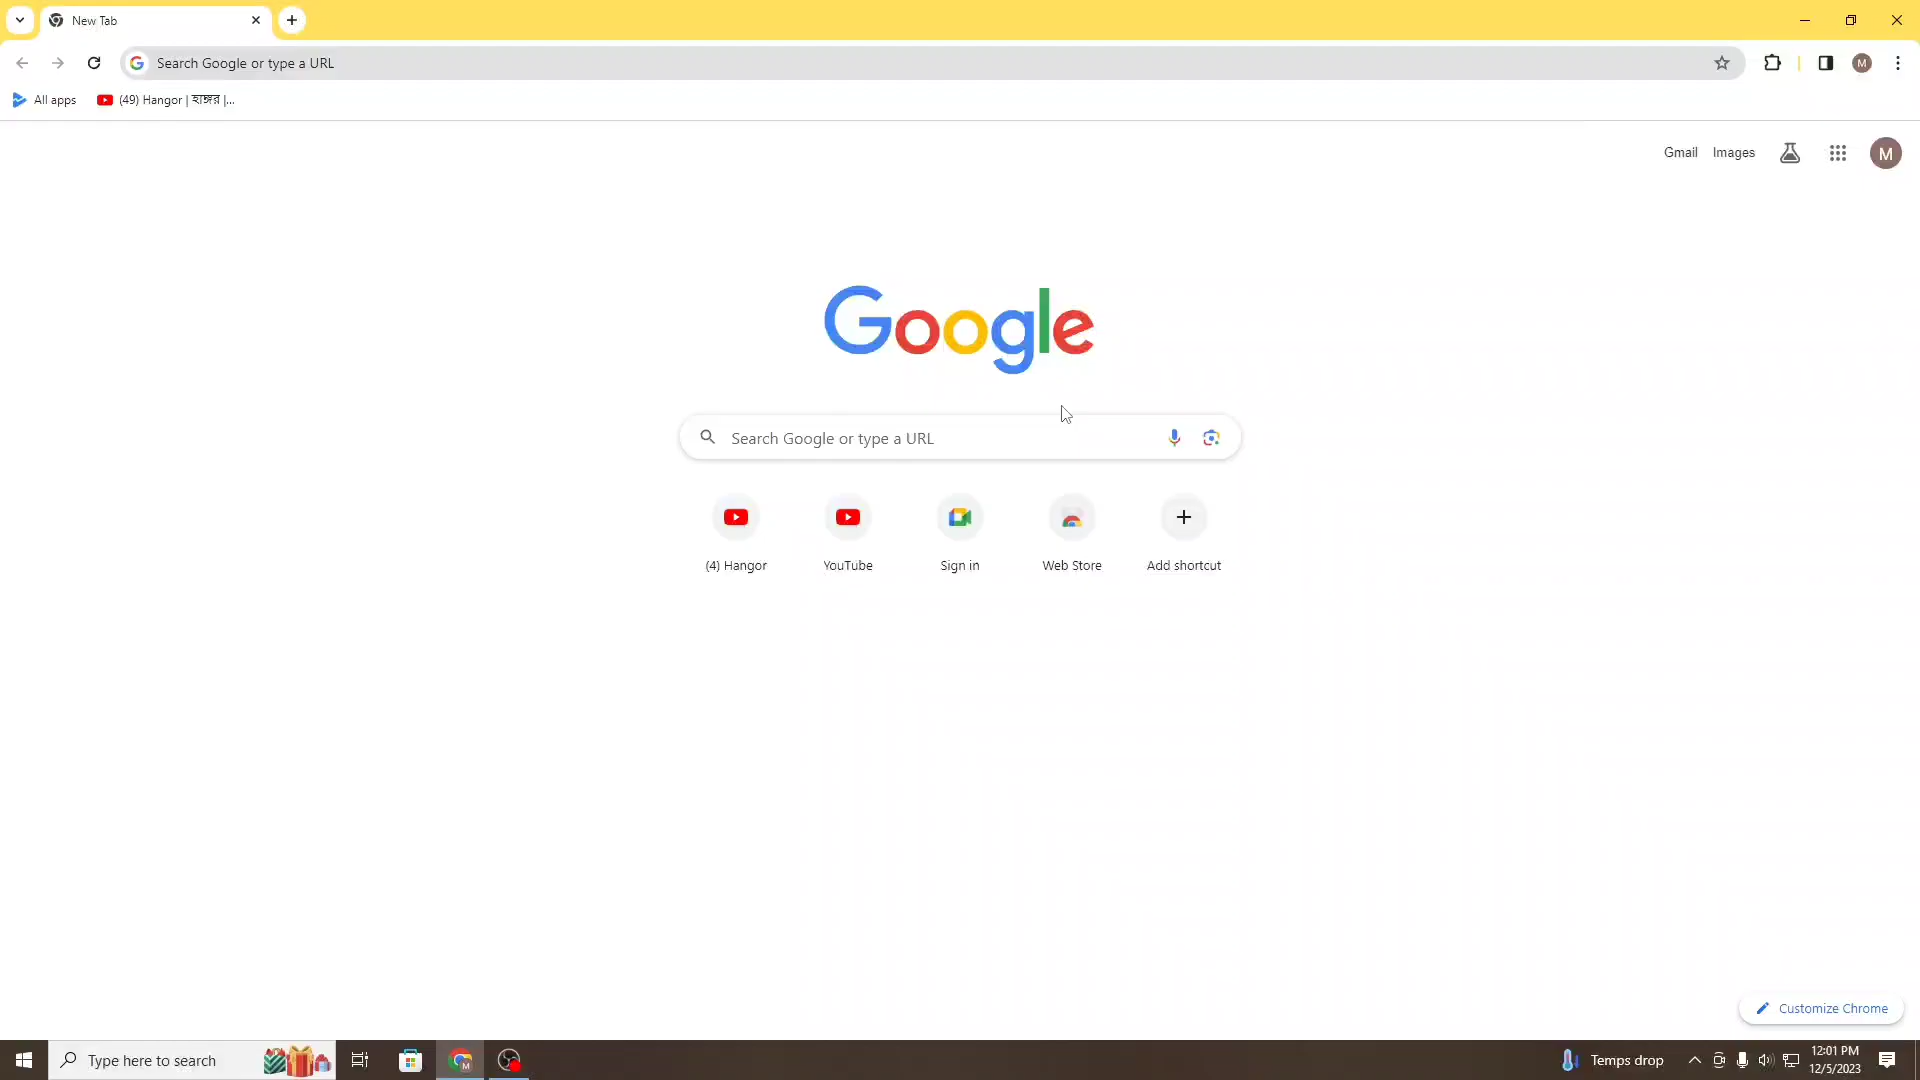 New Tab
Search Google or type a URL
M
All apps
(49) Hangor | হাঙ্গর |...
Gmail
Images
M
Google
Search Google or type a URL
(4) Hangor
YouTube
Sign in
Web Store
Add shortcut
Customize Chrome
Type here to search
M
Temps drop
12:01 PM
12/5/2023